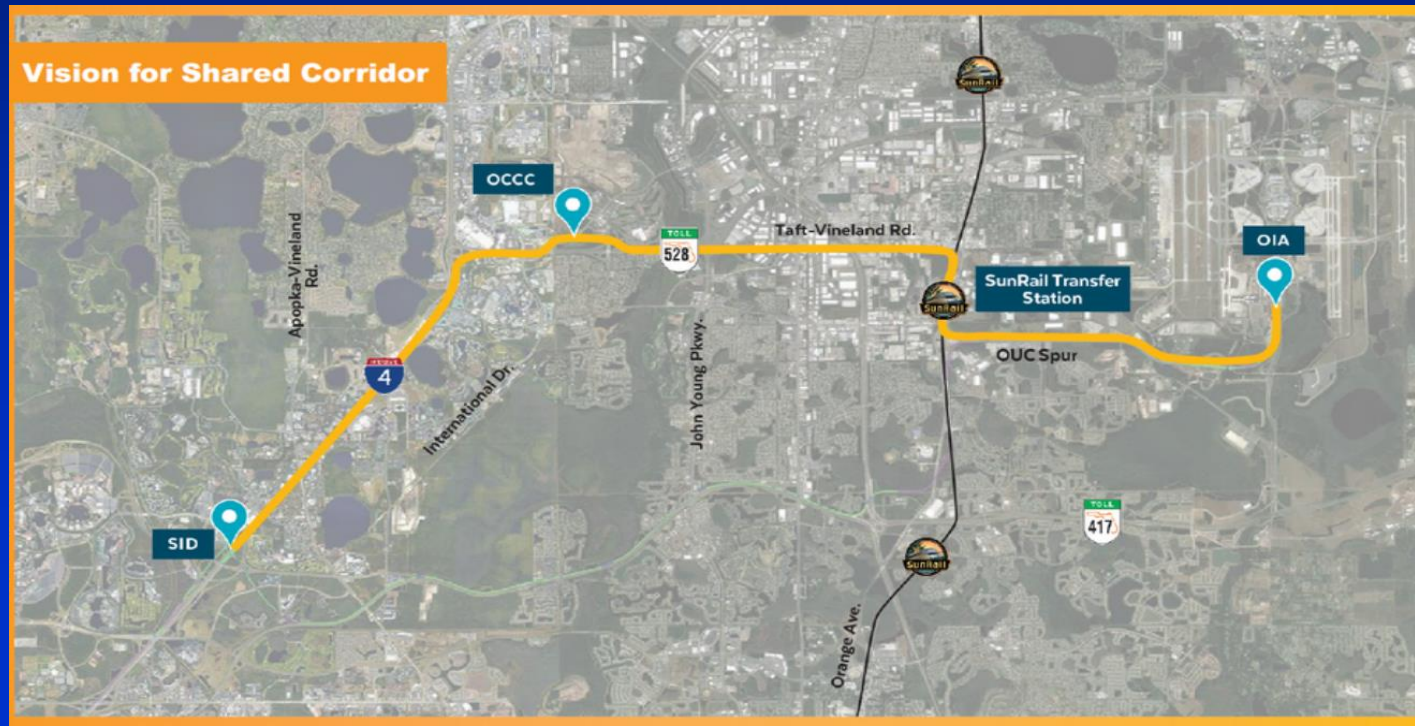 Vision for Shared Corridor
SunRail
OCCC
Apopka-Vineland
Rd.
TOLL
528
Taft-Vineland Rd.
OIA
SunRail Transfer
Station
SunRail
OUC Spur
4
International Dr.
John Young Pkwy.
SID
TOLL
417
SunRail
Orange Ave.